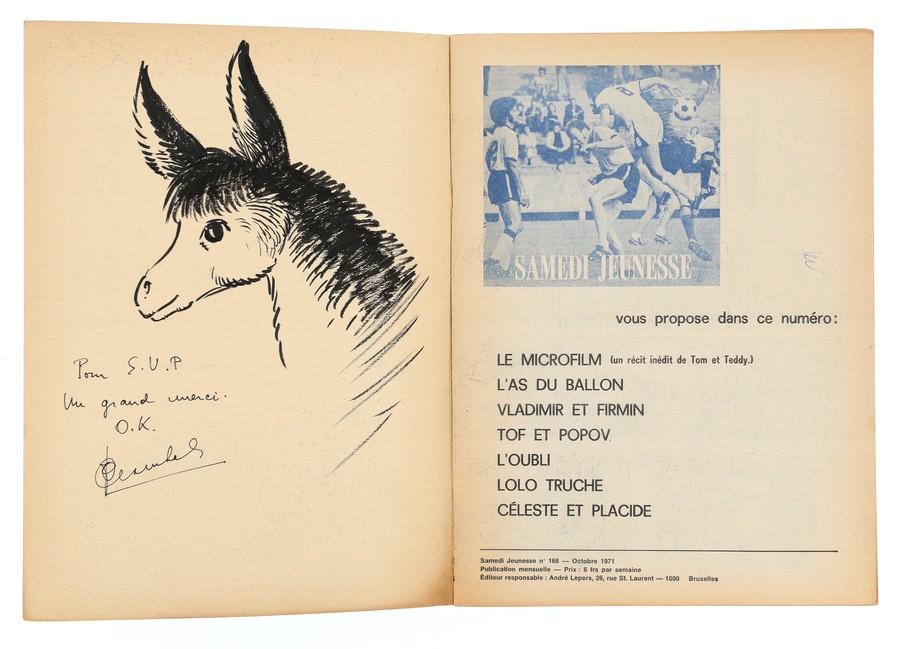 Pour S.V.P
Un grand merci.
O.K.
SAMEDI JEUNESSE
vous propose dans ce numéro:
LE MICROFILM (un récit inédit de Tom et Teddy.)
L'AS DU BALLON
VLADIMIR ET FIRMIN
TOF ET POPOV
L'OUBLI
LOLO TRUCHE
CÉLESTE ET PLACIDE
Samedi Jeunesse n° 168 — Octobre 1971
Publication mensuelle — Prix : 6 frs par semaine
Éditeur responsable : André Lepers, 26, rue St. Laurent — 1000 Bruxelles